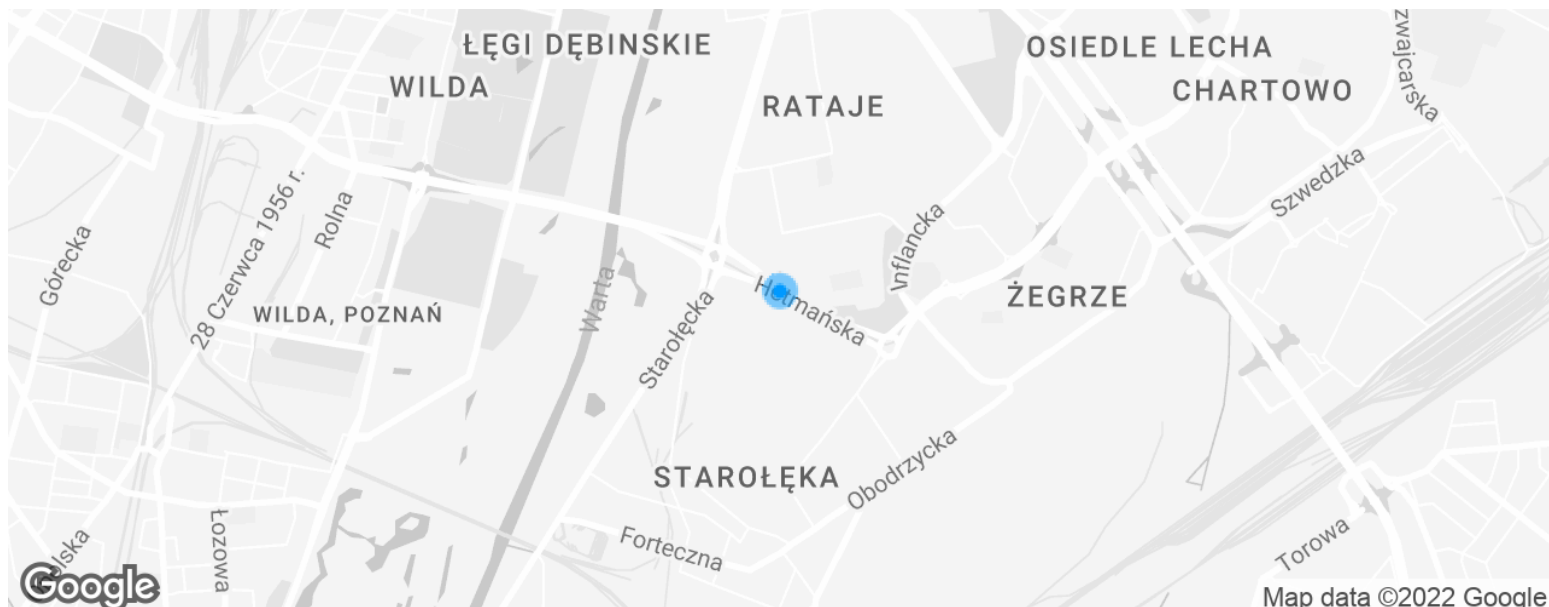 ŁĘGI DĘBINSKIE
OSIEDLE LECHA
zwajcarska
WILDA
CHARTOWO
RATAJE
Szwedzka
Górecka
28 Czerwca 1956 r.
Rolna
Inflancka
Warta
Hetmańska
ŻEGRZE
WILDA, POZNAŃ
Starołęcka
STAROŁĘKA
Obodrzycka
Łozowa
Forteczna
Torowa
Google
Map data ©2022 Google